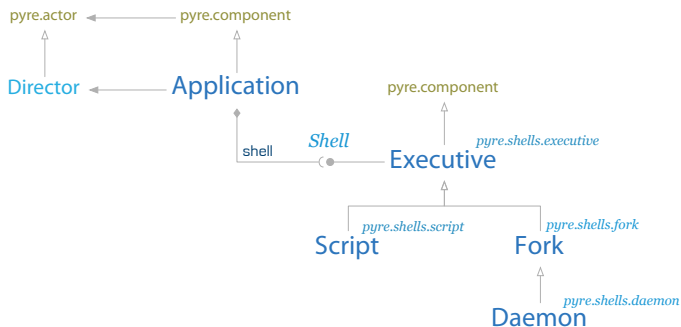 pyre.actor
pyre.component
Director
Application
pyre.component
shell
Shell
pyre.shells.executive
Executive
pyre.shells.script
pyre.shells.fork
Script
Fork
pyre.shells.daemon
Daemon